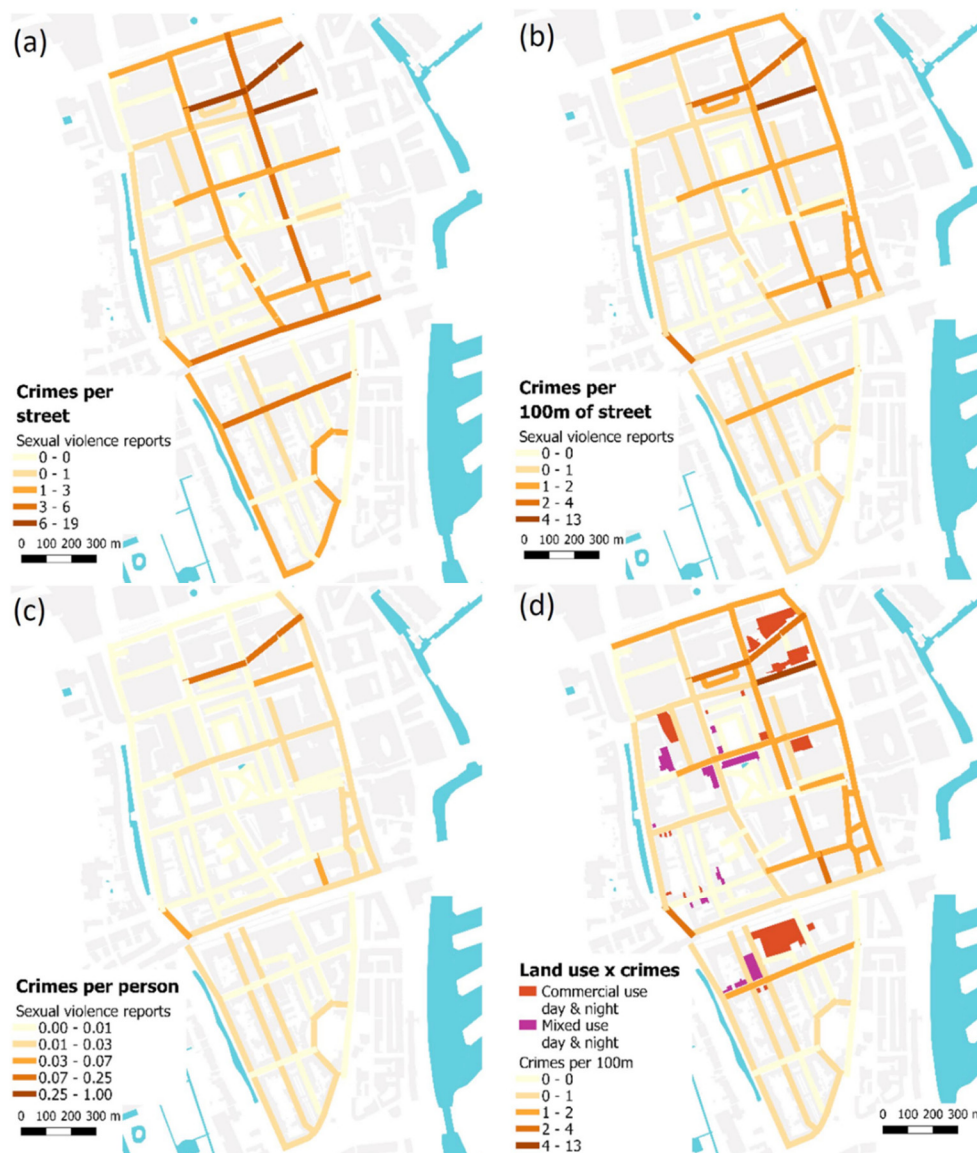 (a)
Crimes per
street
Sexual violence reports
0 - 0
0 - 1
1 - 3
3 - 6
6 - 19
0 100 200 300 m
(b)
Crimes per
100m of street
Sexual violence reports
0 - 0
0 - 1
1 - 2
2 - 4
4 - 13
0 100 200 300 m
(c)
Crimes per person
Sexual violence reports
0.00 - 0.01
0.01 - 0.03
0.03 - 0.07
0.07 - 0.25
0.25 - 1.00
0 100 200 300 m
(d)
Land use x crimes
Commercial use
day & night
Mixed use
day & night
Crimes per 100m
0 - 0
0 - 1
1 - 2
2 - 4
4 - 13
0 100 200 300 m